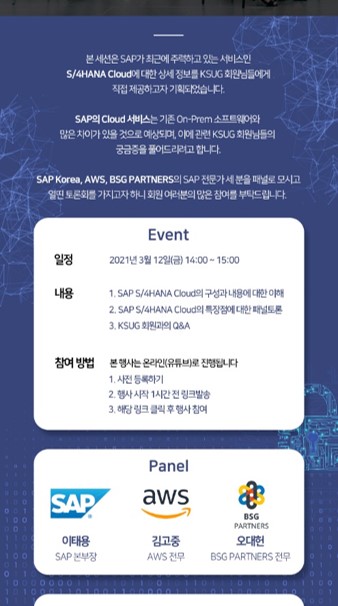 본 세션은 SAP가 최근에 주력하고 있는 서비스인
S/4HANA Cloud에 대한 상세 정보를 KSUG 회원님들에게
직접 제공하고자 기획되었습니다.
SAP의 Cloud 서비스는 기존 On-Prem 소프트웨어와
많은 차이가 있을 것으로 예상되며, 이에 관련 KSUG 회원님들의
궁금증을 풀어드리려고 합니다.
SAP Korea, AWS, BSG PARTNERS의 SAP 전문가 세 분을 패널로 모시고
열띤 토론회를 가지고자 하니 회원 여러분의 많은 참여를 부탁드립니다.
Event
일정 2021년 3월 12일(금) 14:00 ~ 15:00
내용 1. SAP S/4HANA Cloud의 구성과 내용에 대한 이해
2. SAP S/4HANA Cloud의 특장점에 대한 패널토론
3. KSUG 회원과의 Q&A
참여 방법 본 행사는 온라인(유튜브)로 진행됩니다
1. 사전 등록하기
2. 행사 시작 1시간 전 링크발송
3. 해당 링크 클릭 후 행사 참여
Panel
SAP aws BSG
PARTNERS
이태용 김고중 오대헌
SAP 본부장 AWS 전무 BSG PARTNERS 전무